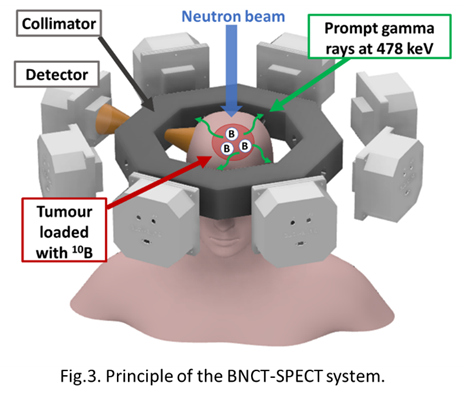 Collimator
Neutron beam
Prompt gamma
rays at 478 keV
Detector
B
B
B
Tumour
loaded
with ¹⁰B
Fig.3. Principle of the BNCT-SPECT system.